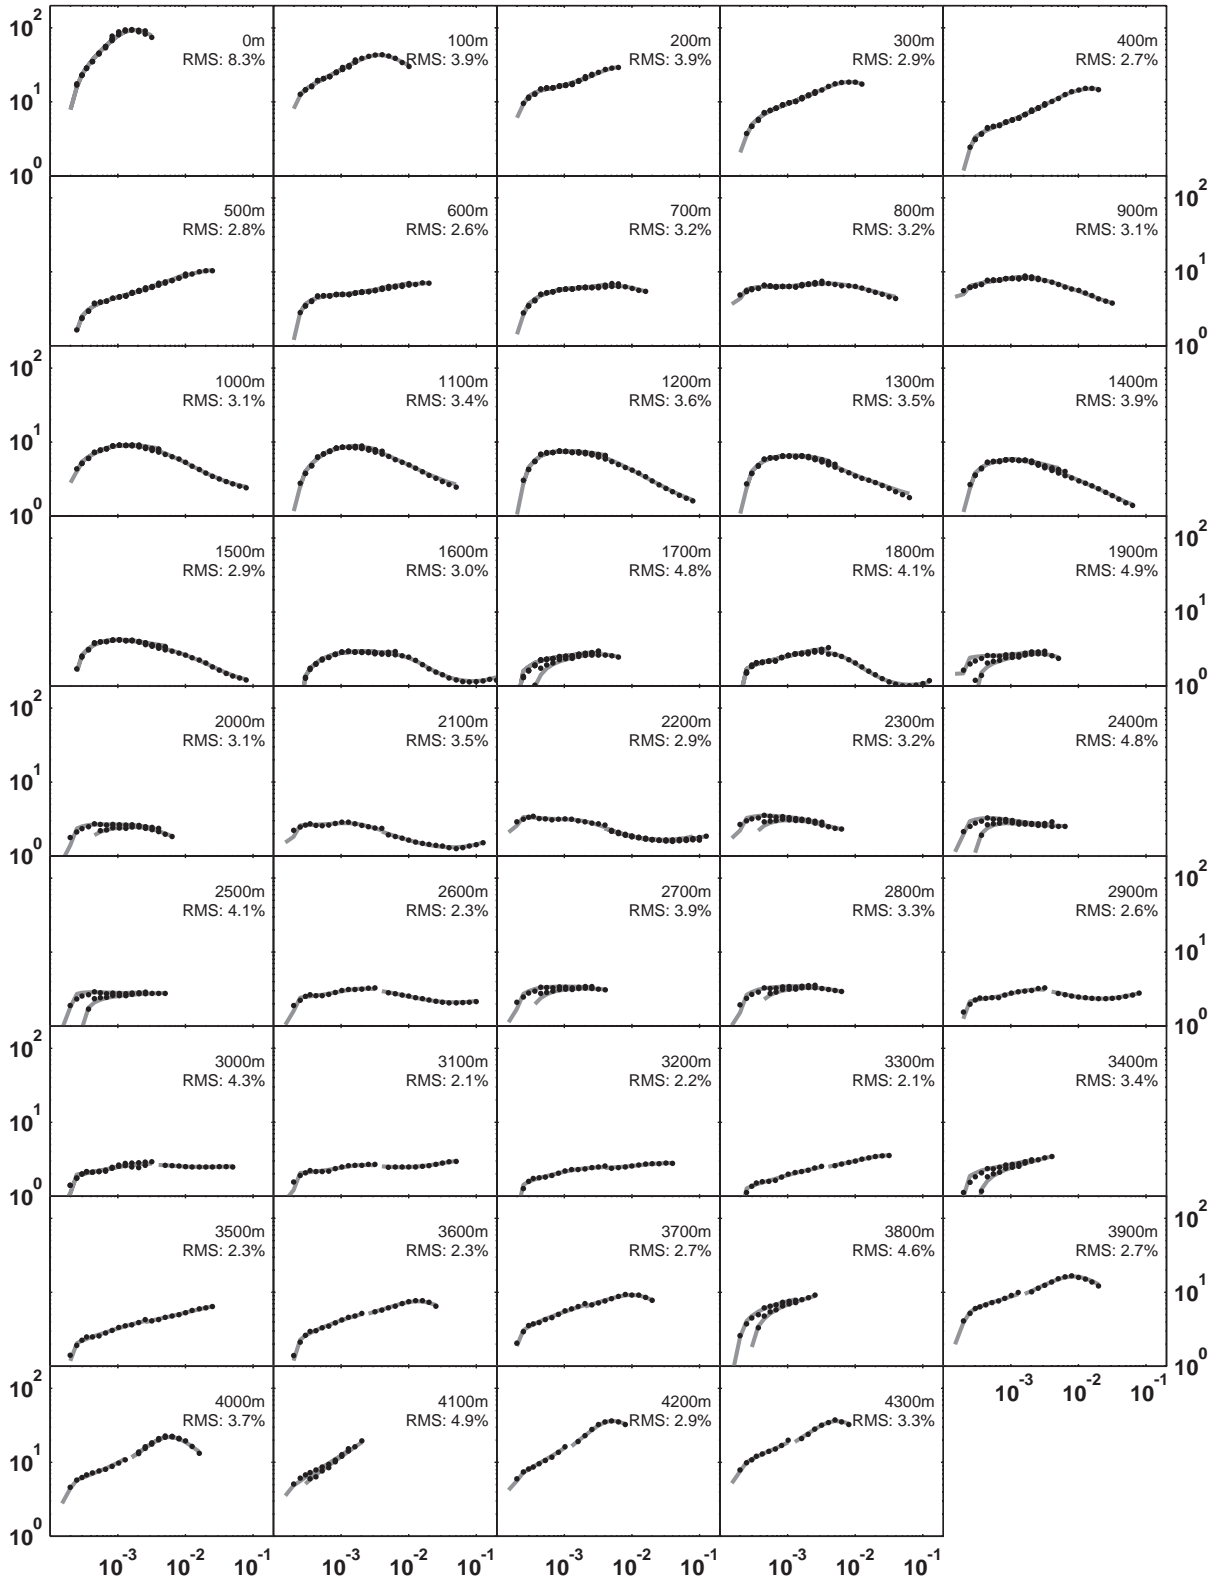 10²
10¹
10⁰
0m
RMS: 8.3%
100m
RMS: 3.9%
200m
RMS: 3.9%
300m
RMS: 2.9%
400m
RMS: 2.7%
500m
RMS: 2.8%
600m
RMS: 2.6%
700m
RMS: 3.2%
800m
RMS: 3.2%
900m
RMS: 3.1%
10²
10¹
10⁰
10²
10¹
10⁰
1000m
RMS: 3.1%
1100m
RMS: 3.4%
1200m
RMS: 3.6%
1300m
RMS: 3.5%
1400m
RMS: 3.9%
1500m
RMS: 2.9%
1600m
RMS: 3.0%
1700m
RMS: 4.8%
1800m
RMS: 4.1%
1900m
RMS: 4.9%
10²
10¹
10⁰
10²
10¹
10⁰
2000m
RMS: 3.1%
2100m
RMS: 3.5%
2200m
RMS: 2.9%
2300m
RMS: 3.2%
2400m
RMS: 4.8%
2500m
RMS: 4.1%
2600m
RMS: 2.3%
2700m
RMS: 3.9%
2800m
RMS: 3.3%
2900m
RMS: 2.6%
10²
10¹
10⁰
10²
10¹
10⁰
3000m
RMS: 4.3%
3100m
RMS: 2.1%
3200m
RMS: 2.2%
3300m
RMS: 2.1%
3400m
RMS: 3.4%
3500m
RMS: 2.3%
3600m
RMS: 2.3%
3700m
RMS: 2.7%
3800m
RMS: 4.6%
3900m
RMS: 2.7%
10²
10¹
10⁰
10⁻³ 10⁻² 10⁻¹
10²
10¹
10⁰
4000m
RMS: 3.7%
4100m
RMS: 4.9%
4200m
RMS: 2.9%
4300m
RMS: 3.3%
10⁻³ 10⁻² 10⁻¹
10⁻³ 10⁻² 10⁻¹
10⁻³ 10⁻² 10⁻¹
10⁻³ 10⁻² 10⁻¹